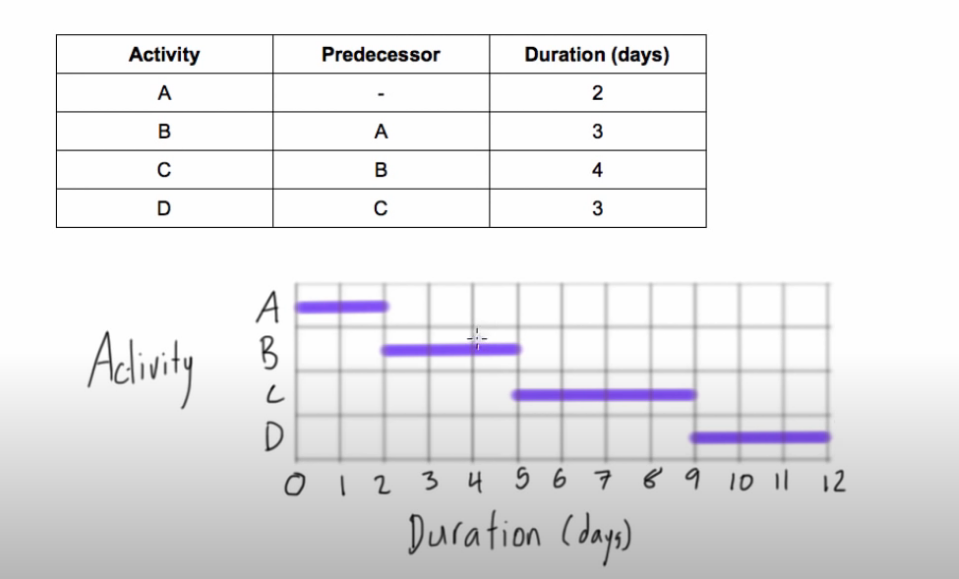 Activity Predecessor Duration (days)
A - 2
B A 3
C B 4
D C 3
A
B
Activity
C
D
0 1 2 3 4 5 6 7 8 9 10 11 12
Duration (days)